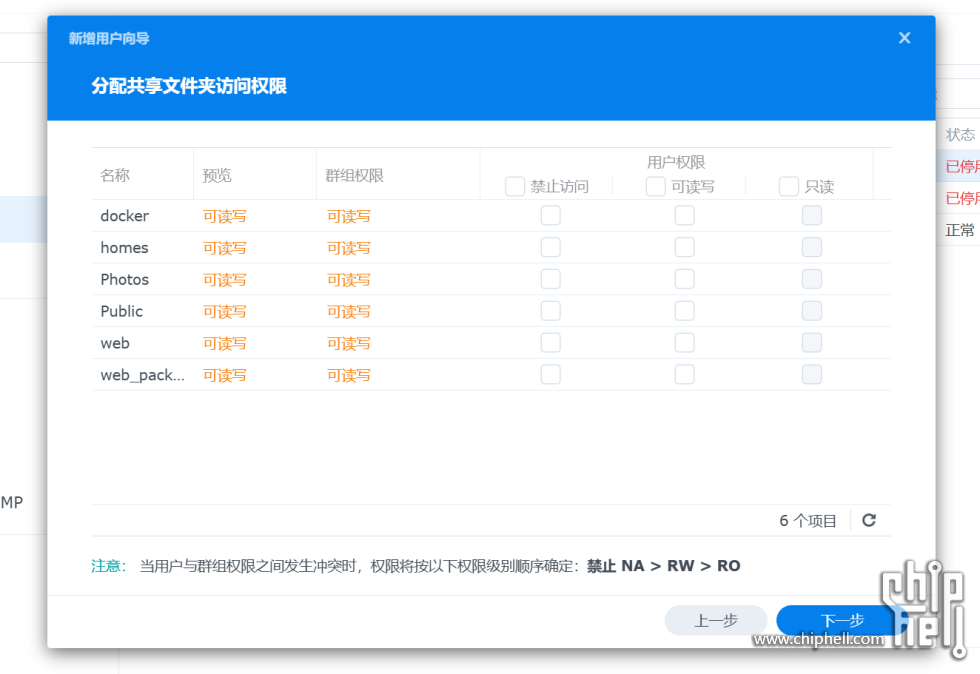 新增用户向导
分配共享文件夹访问权限
用户权限
名称 预览 群组权限 禁止访问 可读写 只读
状态
docker 可读写 可读写
已停
homes 可读写 可读写
已停
Photos 可读写 可读写
正常
Public 可读写 可读写
web 可读写 可读写
web_pack... 可读写 可读写
MP
6 个项目
注意: 当用户与群组权限之间发生冲突时，权限将按以下权限级别顺序确定: 禁止 NA > RW > RO
上一步 下一步
www.chiphell.com
chip
hell